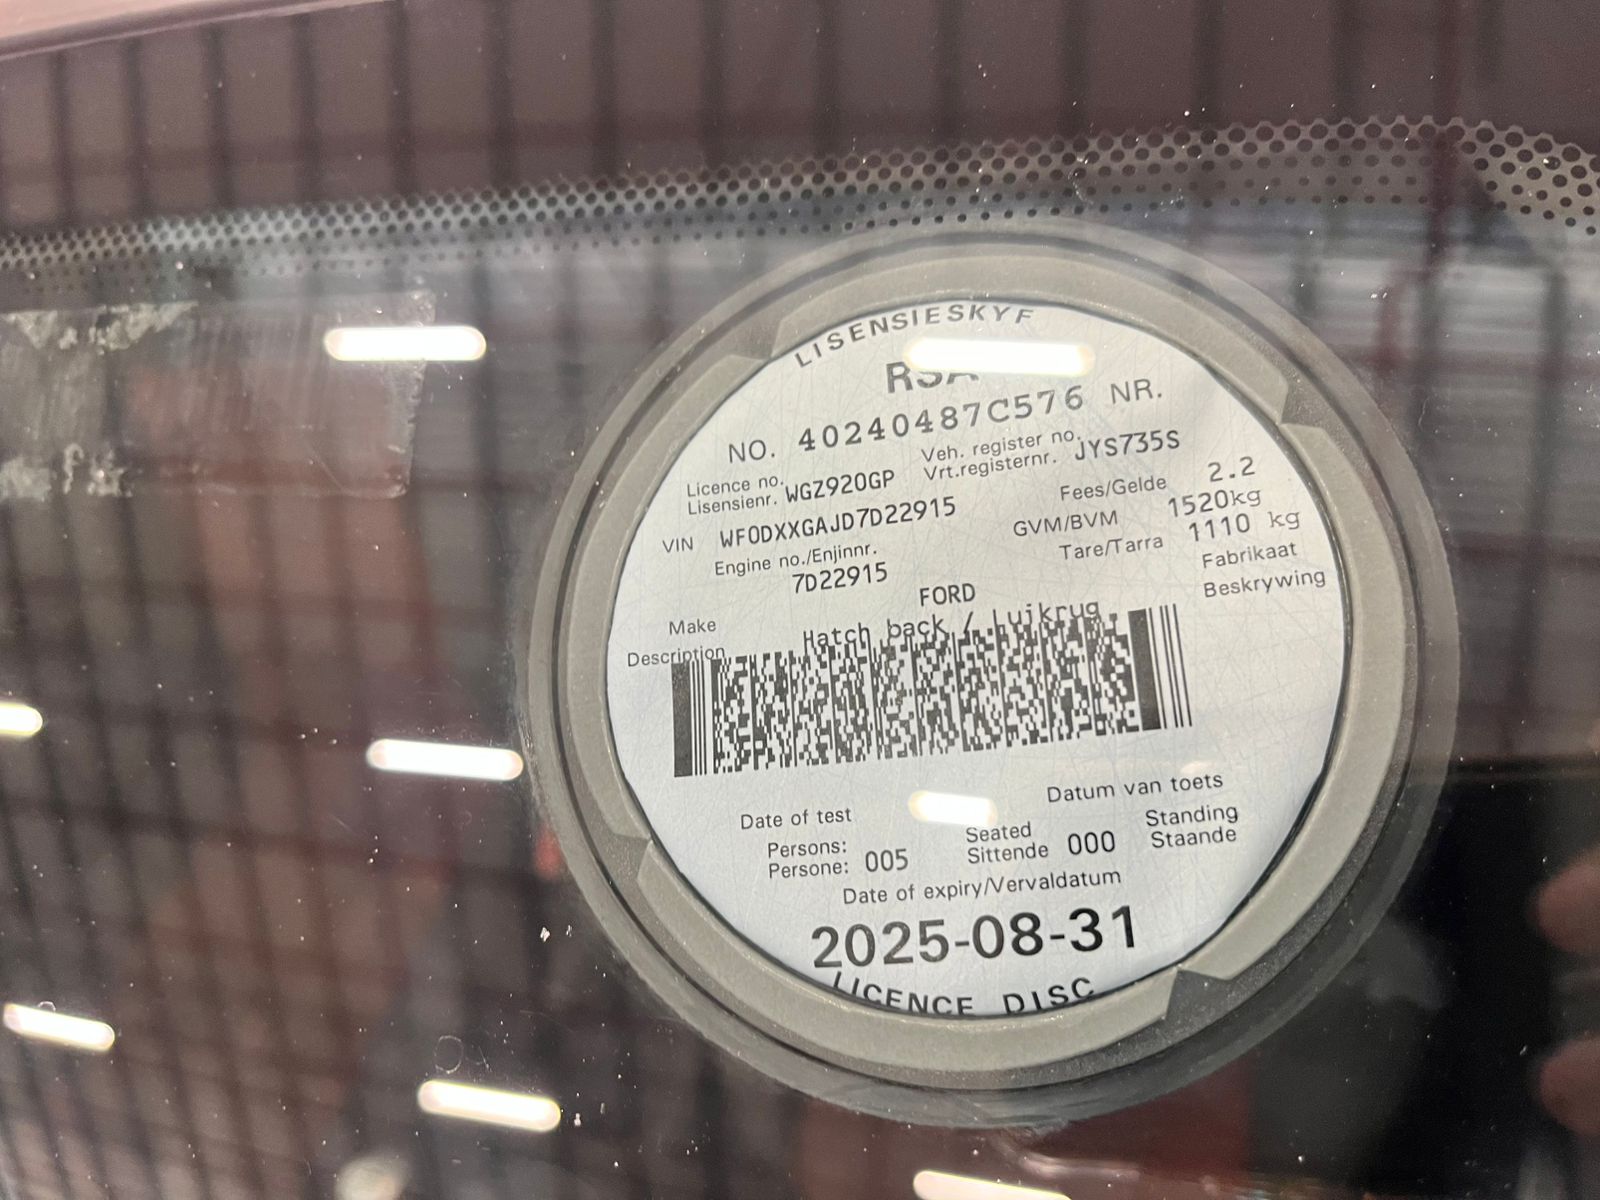 LISENSIESKYF
RSA
NO. 40240487C576 NR.
Licence no. Veh. register no.
Lisensienr. WGZ920GP Vrt.registernr. JYS735S
VIN WF0DXXGAJD7D22915 Fees/Gelde 2.2
Engine no./Enjinnr. GVM/BVM 1520kg
7D22915 Tare/Tarra 1110 kg
Make FORD Fabrikaat
Description Hatch back / Luikrug Beskrywing
Date of test Datum van toets
Persons: Seated Standing
Persone: 005 Sittende 000 Staande
Date of expiry/Vervaldatum
2025-08-31
LICENCE DISC